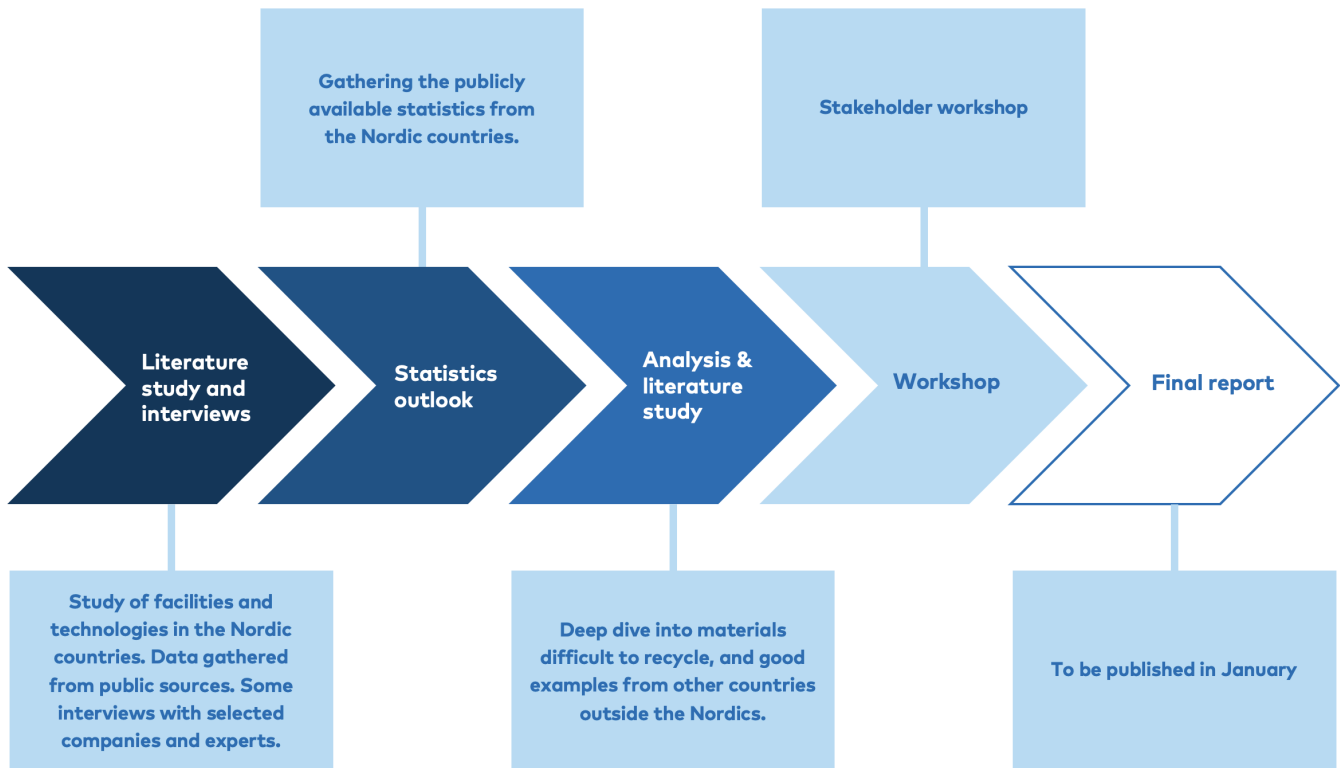 Gathering the publicly
available statistics from
the Nordic countries.
Stakeholder workshop
Literature
study and
interviews
Statistics
outlook
Analysis &
literature
study
Workshop
Final report
Study of facilities and
technologies in the Nordic
countries. Data gathered
from public sources. Some
interviews with selected
companies and experts.
Deep dive into materials
difficult to recycle, and good
examples from other countries
outside the Nordics.
To be published in January